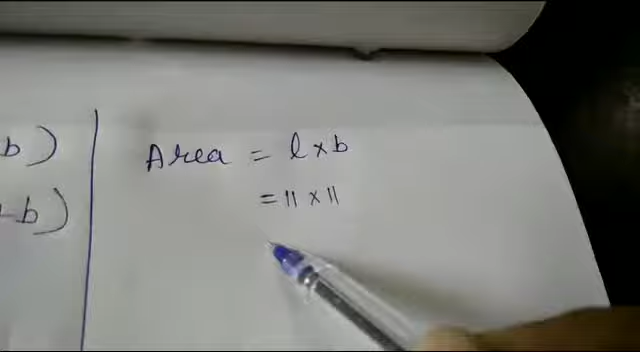 b)
+b)
Area = l×b
= 11 × 11